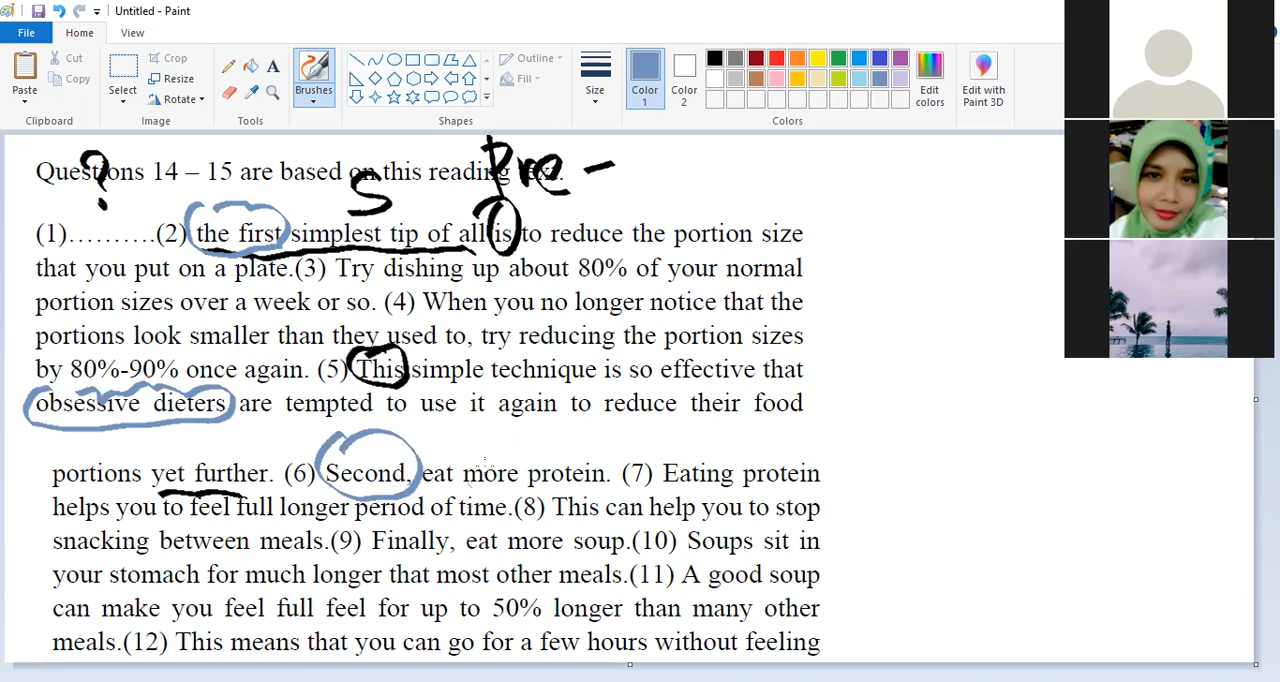 Untitled - Paint
File Home View
Paste Cut Copy Select Crop Resize Rotate Brushes Outline Fill Size Color 1 Color 2 Edit colors Edit with Paint 3D
Clipboard Image Tools Shapes Colors
? S Pre -
Questions 14 – 15 are based on this reading text.
(1)……….(2) the first simplest tip of all is to reduce the portion size
that you put on a plate.(3) Try dishing up about 80% of your normal
portion sizes over a week or so. (4) When you no longer notice that the
portions look smaller than they used to, try reducing the portion sizes
by 80%-90% once again. (5) This simple technique is so effective that
obsessive dieters are tempted to use it again to reduce their food
portions yet further. (6) Second, eat more protein. (7) Eating protein
helps you to feel full longer period of time.(8) This can help you to stop
snacking between meals.(9) Finally, eat more soup.(10) Soups sit in
your stomach for much longer that most other meals.(11) A good soup
can make you feel full feel for up to 50% longer than many other
meals.(12) This means that you can go for a few hours without feeling